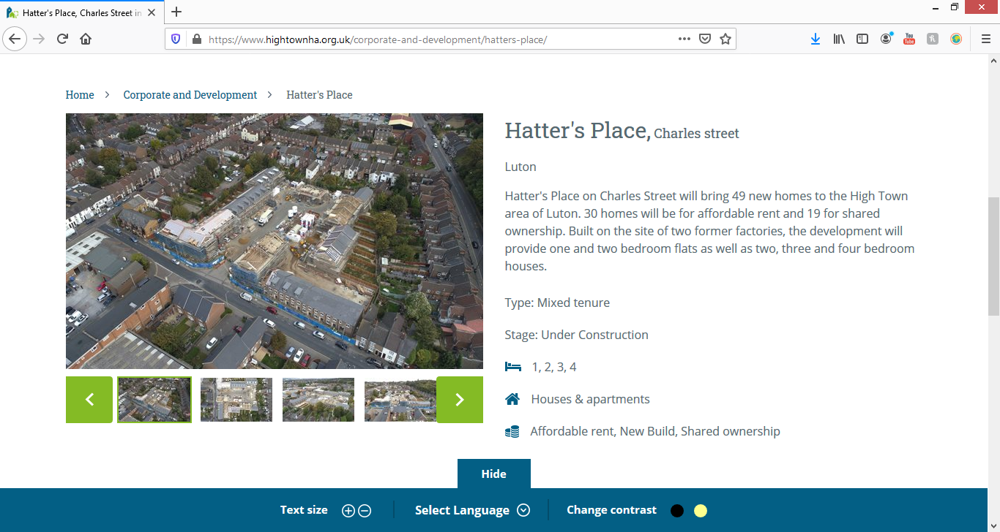 Hatter's Place, Charles Street in
https://www.hightownha.org.uk/corporate-and-development/hatters-place/
You Tube
Home > Corporate and Development > Hatter's Place
Hatter's Place, Charles street
Luton
Hatter's Place on Charles Street will bring 49 new homes to the High Town
area of Luton. 30 homes will be for affordable rent and 19 for shared
ownership. Built on the site of two former factories, the development will
provide one and two bedroom flats as well as two, three and four bedroom
houses.
Type: Mixed tenure
Stage: Under Construction
1, 2, 3, 4
Houses & apartments
Affordable rent, New Build, Shared ownership
Hide
Text size Select Language Change contrast